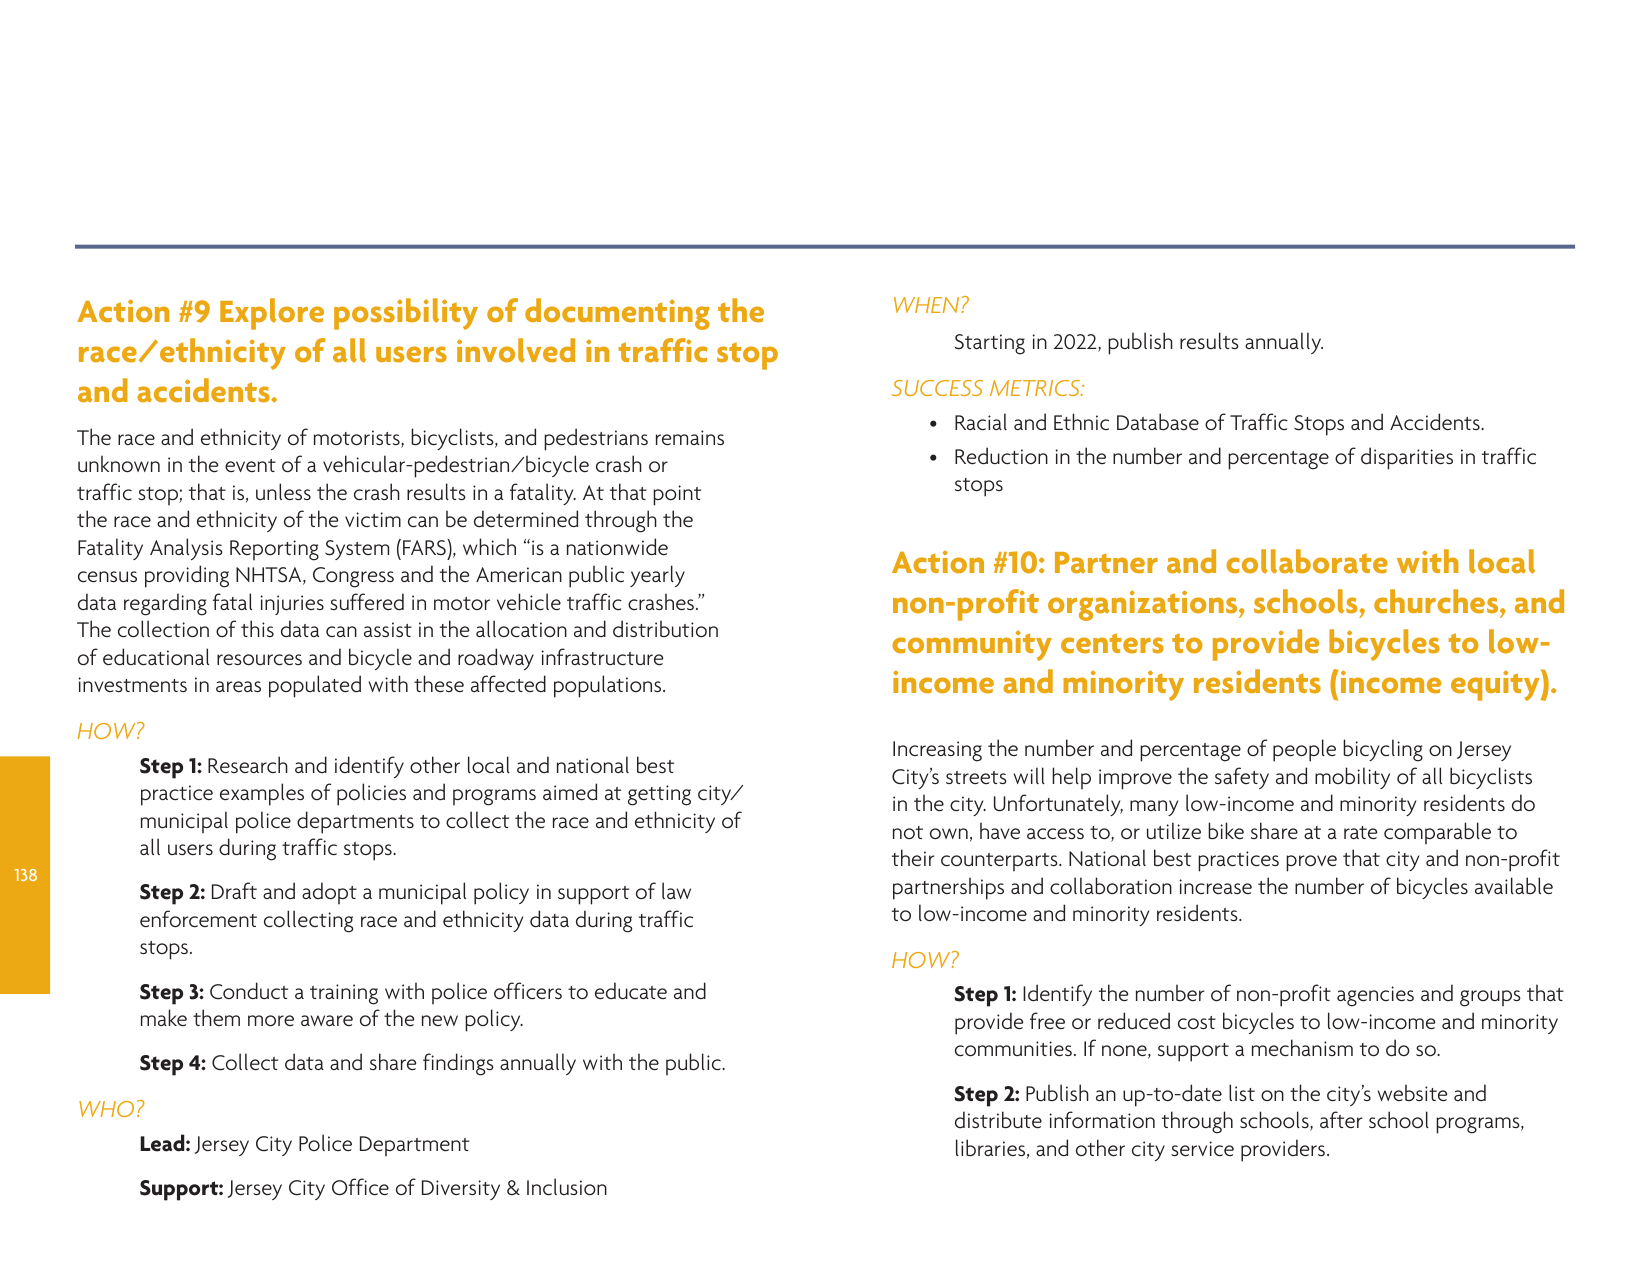 Action #9 Explore possibility of documenting the
race/ethnicity of all users involved in traffic stop
and accidents.
The race and ethnicity of motorists, bicyclists, and pedestrians remains
unknown in the event of a vehicular-pedestrian/bicycle crash or
traffic stop; that is, unless the crash results in a fatality. At that point
the race and ethnicity of the victim can be determined through the
Fatality Analysis Reporting System (FARS), which “is a nationwide
census providing NHTSA, Congress and the American public yearly
data regarding fatal injuries suffered in motor vehicle traffic crashes.”
The collection of this data can assist in the allocation and distribution
of educational resources and bicycle and roadway infrastructure
investments in areas populated with these affected populations.
HOW?
Step 1: Research and identify other local and national best
practice examples of policies and programs aimed at getting city/
municipal police departments to collect the race and ethnicity of
all users during traffic stops.
Step 2: Draft and adopt a municipal policy in support of law
enforcement collecting race and ethnicity data during traffic
stops.
Step 3: Conduct a training with police officers to educate and
make them more aware of the new policy.
Step 4: Collect data and share findings annually with the public.
WHO?
Lead: Jersey City Police Department
Support: Jersey City Office of Diversity & Inclusion
WHEN?
Starting in 2022, publish results annually.
SUCCESS METRICS:
• Racial and Ethnic Database of Traffic Stops and Accidents.
• Reduction in the number and percentage of disparities in traffic
stops
Action #10: Partner and collaborate with local
non-profit organizations, schools, churches, and
community centers to provide bicycles to low-
income and minority residents (income equity).
Increasing the number and percentage of people bicycling on Jersey
City’s streets will help improve the safety and mobility of all bicyclists
in the city. Unfortunately, many low-income and minority residents do
not own, have access to, or utilize bike share at a rate comparable to
their counterparts. National best practices prove that city and non-profit
partnerships and collaboration increase the number of bicycles available
to low-income and minority residents.
HOW?
Step 1: Identify the number of non-profit agencies and groups that
provide free or reduced cost bicycles to low-income and minority
communities. If none, support a mechanism to do so.
Step 2: Publish an up-to-date list on the city’s website and
distribute information through schools, after school programs,
libraries, and other city service providers.
138